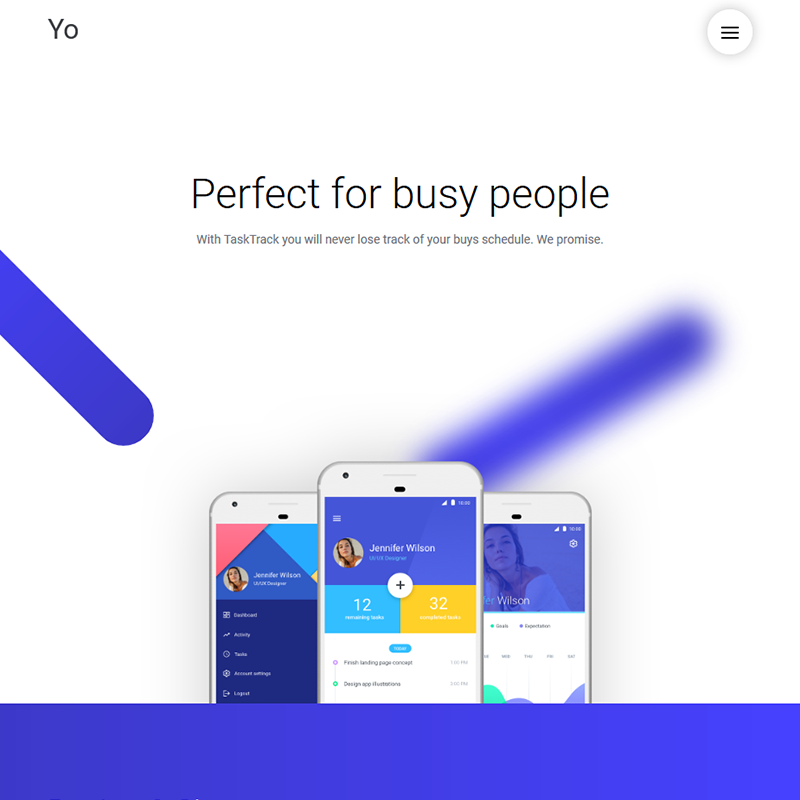 Yo
Perfect for busy people
With TaskTrack you will never lose track of your buys schedule. We promise.
10:00
Jennifer Wilson
UI/UX Designer
12
remaining tasks
32
completed tasks
Finish landing page concept
1:00 PM
Design app illustrations
2:00 PM
Jennifer Wilson
UI/UX Designer
Dashboard
Activity
Tasks
Account settings
Logout
10:00
Wilson
Goals
Expectation
WED
THU
FRI
SAT